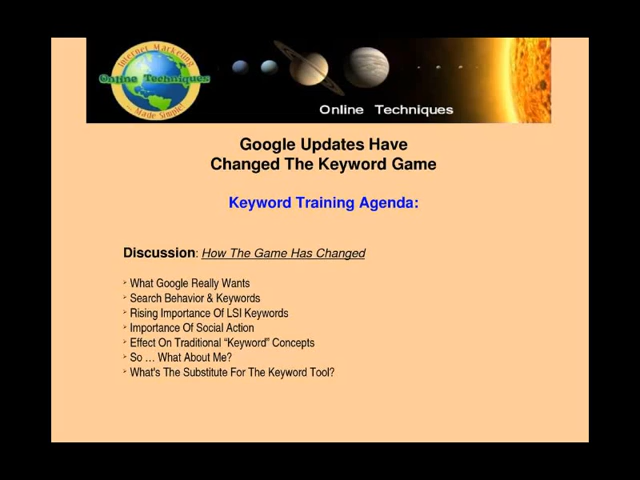 Internet Marketing
Online Techniques
... Made Simple!
Online Techniques
Google Updates Have
Changed The Keyword Game
Keyword Training Agenda:
Discussion: How The Game Has Changed
What Google Really Wants
Search Behavior & Keywords
Rising Importance Of LSI Keywords
Importance Of Social Action
Effect On Traditional “Keyword” Concepts
So … What About Me?
What's The Substitute For The Keyword Tool?